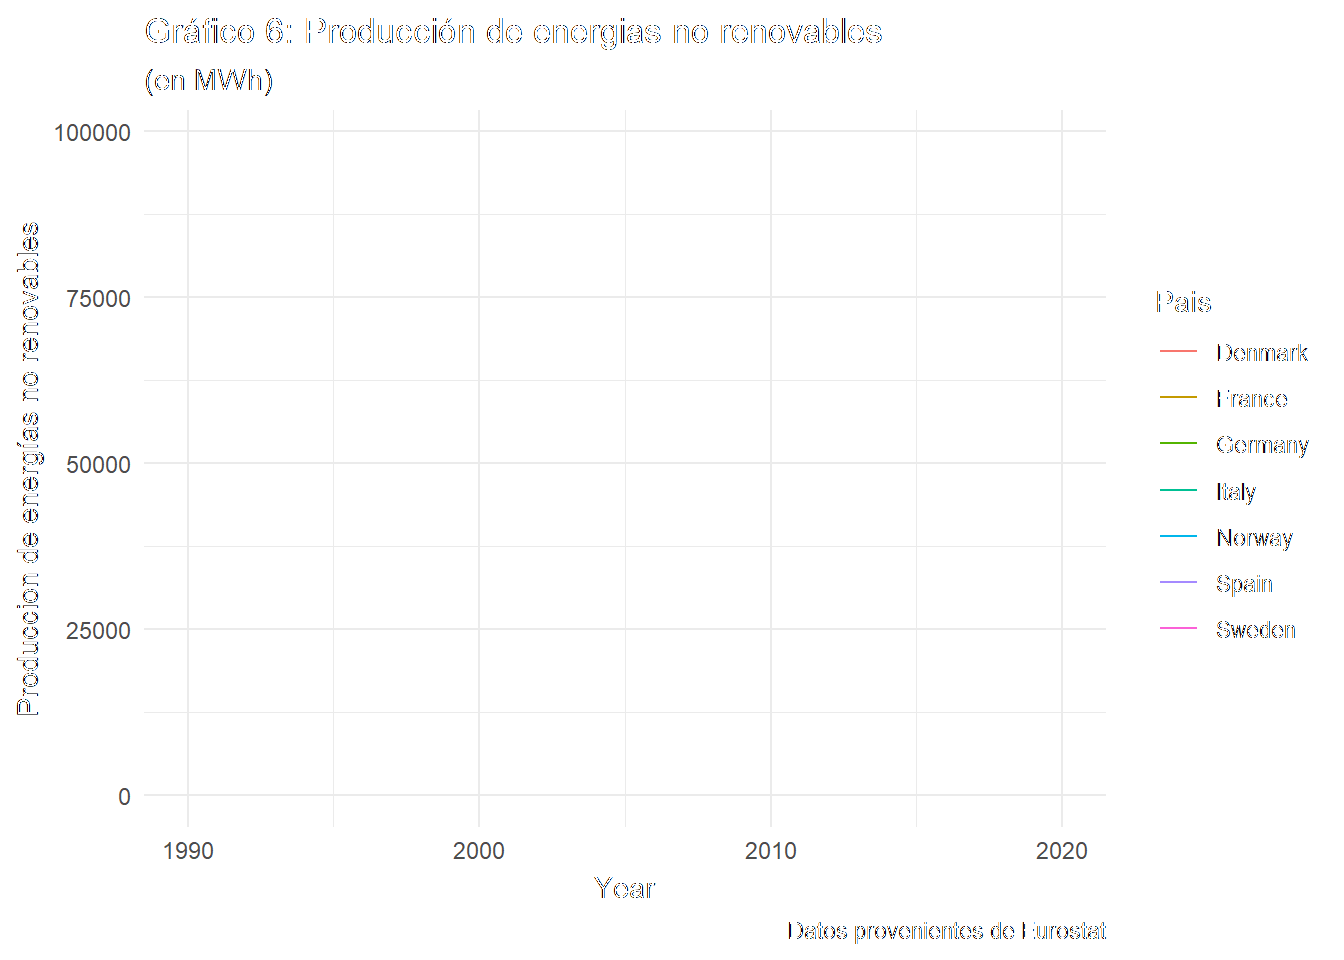 Gráfico 6: Producción de energias no renovables
(en MWh)
Produccion de energías no renovables
100000
75000
50000
25000
0
1990 2000 2010 2020
Year
Pais
Denmark
France
Germany
Italy
Norway
Spain
Sweden
Datos provenientes de Eurostat